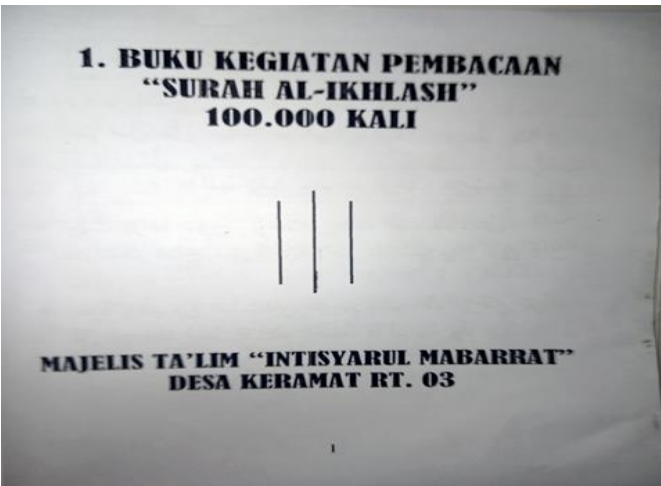 1. BUKU KEGIATAN PEMBACAAN
“SURAH AL-IKHLASH”
100.000 KALI
MAJELIS TA’LIM “INTISYARUL MABARRAT”
DESA KERAMAT RT. 03
1